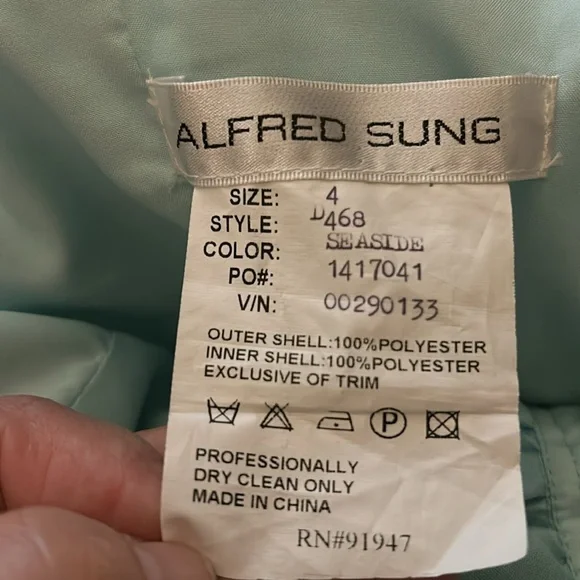 ALFRED SUNG
SIZE: 4
STYLE: D468
COLOR: SEASIDE
PO#: 1417041
V/N: 00290133
OUTER SHELL:100%POLYESTER
INNER SHELL:100%POLYESTER
EXCLUSIVE OF TRIM
P
PROFESSIONALLY
DRY CLEAN ONLY
MADE IN CHINA
RN#91947